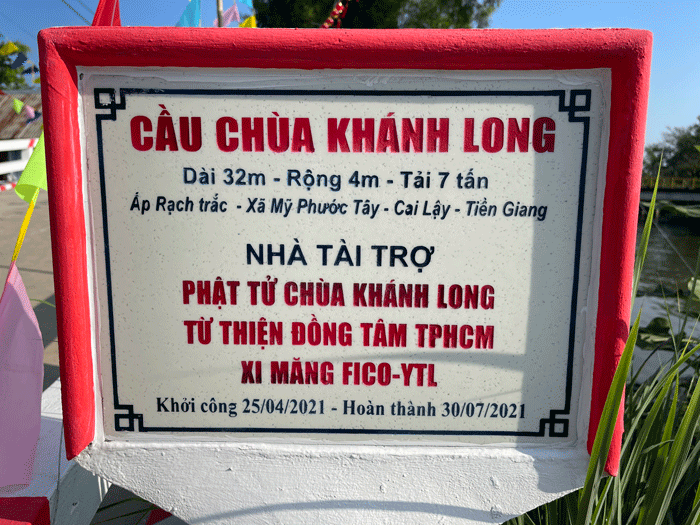 CẦU CHÙA KHÁNH LONG
Dài 32m - Rộng 4m - Tải 7 tấn
Ấp Rạch trắc - Xã Mỹ Phước Tây - Cai Lậy - Tiền Giang
NHÀ TÀI TRỢ
PHẬT TỬ CHÙA KHÁNH LONG
TỪ THIỆN ĐỒNG TÂM TPHCM
XI MĂNG FICO-YTL
Khởi công 25/04/2021 - Hoàn thành 30/07/2021